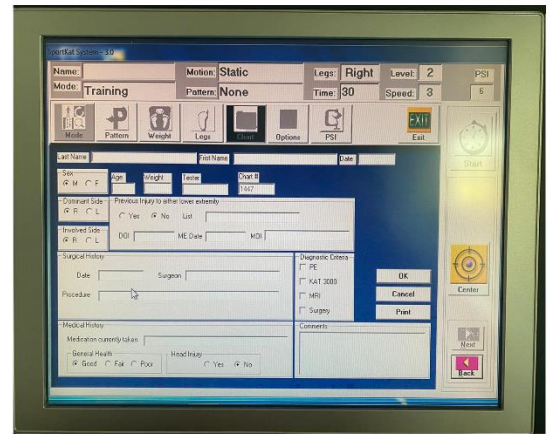 SportKat System - 3.0
Name: Motion: Static Legs: Right Level: 2 PSI
Mode: Training Pattern: None Time: 30 Speed: 3 6
Mode Pattern Weight Legs Chart Options PSI EXIT Exit
Start
Last Name First Name Date
Sex Age Weight Tester Chart #
M F 1447
Dominant Side Previous Injury to either lower extremity
R L Yes No List
Involved Side
R L DOI ME Date MOI
Surgical History Diagnostic Criteria
PE
Date Surgeon KAT 3000 OK
Procedure MRI Cancel Center
Surgery Print
Medical History Comments
Medication currently taken Next
General Health Head Injury
Good Fair Poor Yes No Back